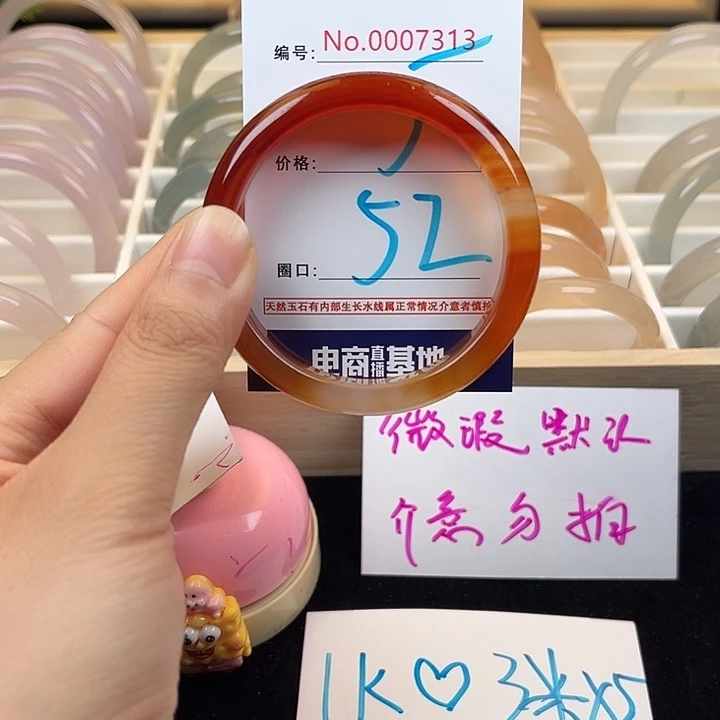 编号: No.0007313
价格:
圈口: 52
天然玉石有内部生长水线属正常情况介意者慎拍
电商直播基地
微瑕 默认
介意勿拍
1K♡ 3米x5